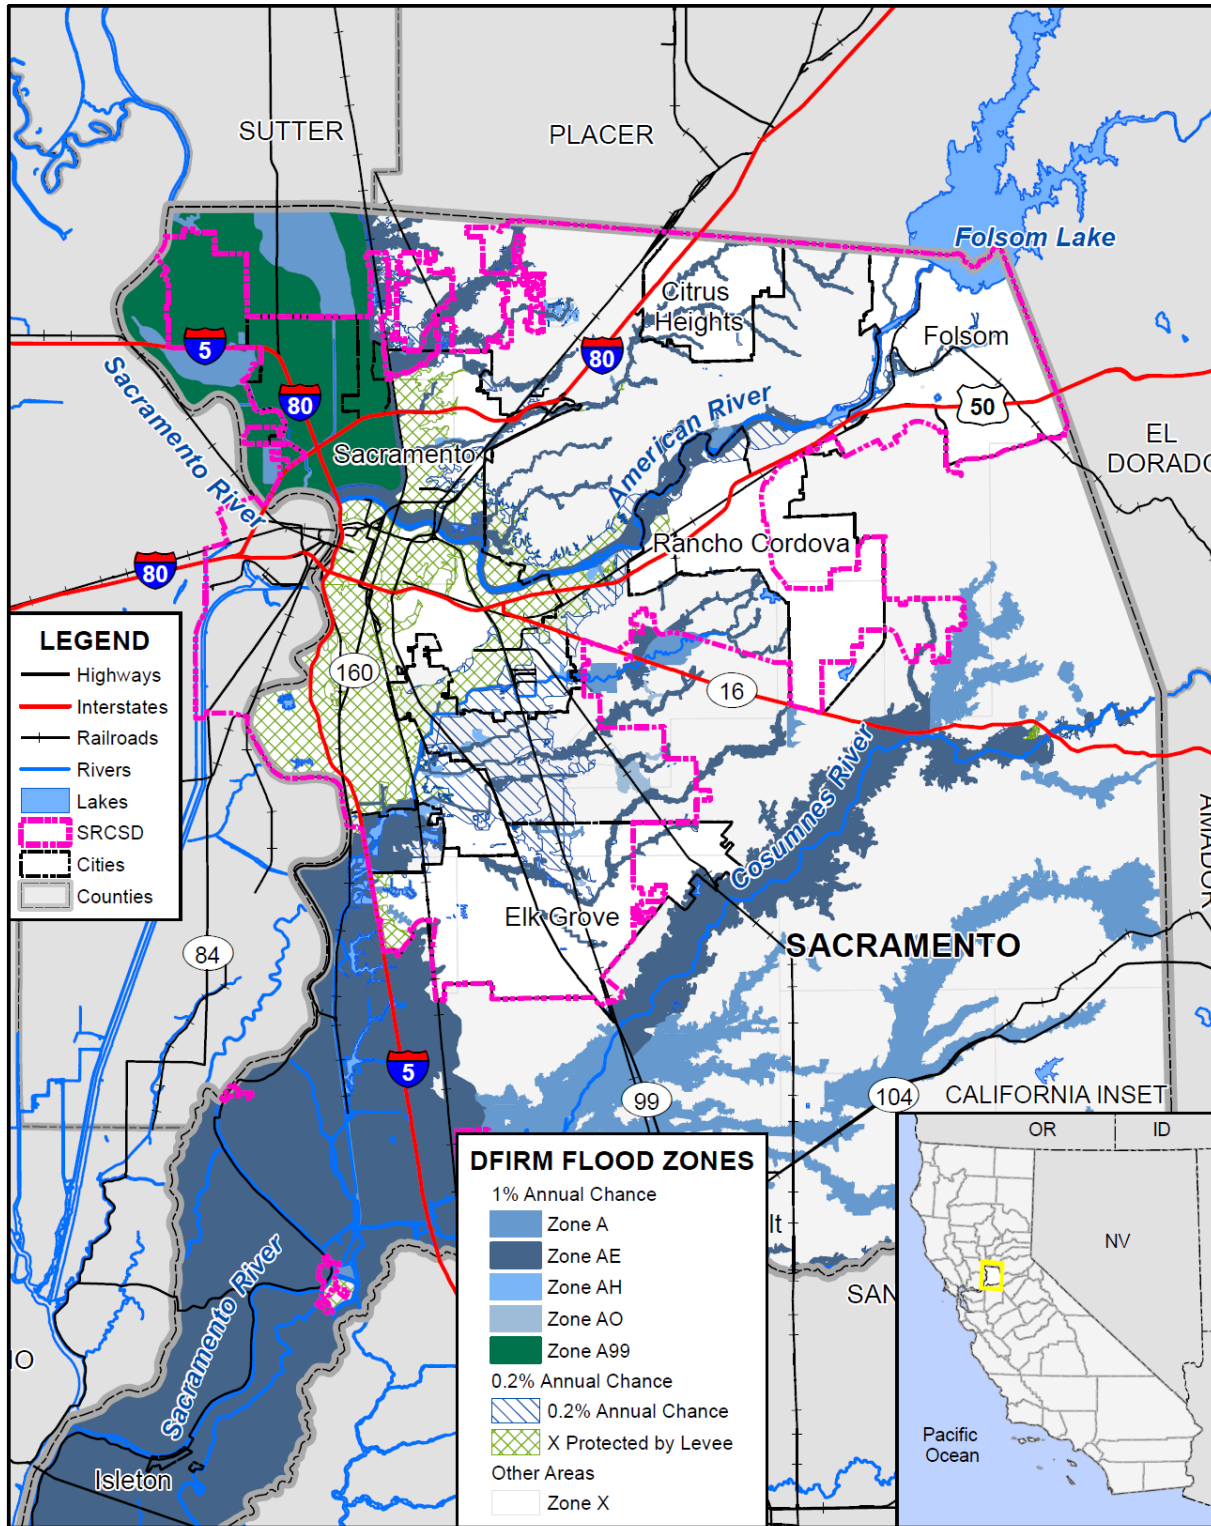 SUTTER
PLACER
Folsom Lake
Citrus
Heights
Folsom
5
80
80
50
Sacramento River
Sacramento
American River
EL
DORADO
Rancho Cordova
80
160
16
LEGEND
Highways
Interstates
Railroads
Rivers
Lakes
SRCSD
Cities
Counties
Cosumnes River
AMADOR
Elk Grove
SACRAMENTO
84
5
99
104
CALIFORNIA INSET
OR
ID
NV
Pacific
Ocean
DFIRM FLOOD ZONES
1% Annual Chance
Zone A
Zone AE
Zone AH
Zone AO
Zone A99
0.2% Annual Chance
0.2% Annual Chance
X Protected by Levee
Other Areas
Zone X
lt
SAN
IO
Sacramento River
Isleton